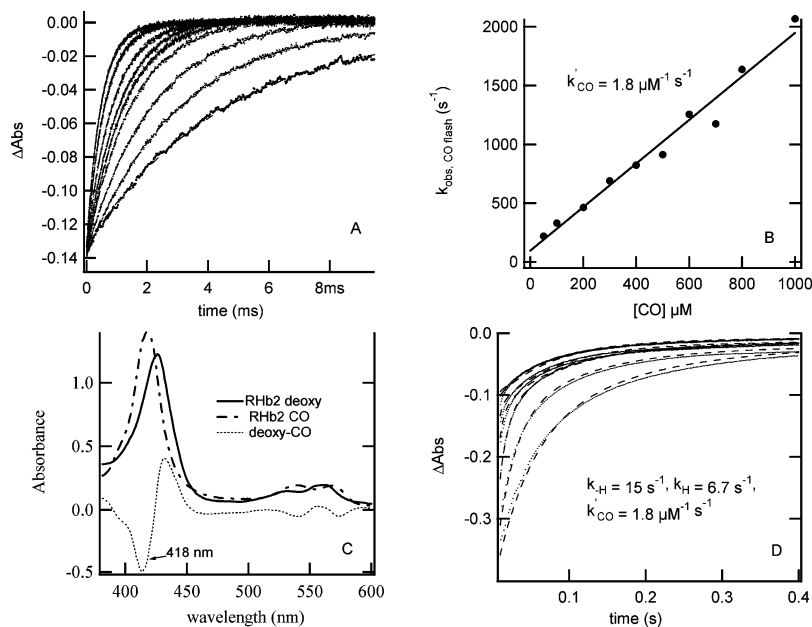 0.00
-0.02
-0.04
-0.06
-0.08
-0.10
-0.12
-0.14
ΔAbs
0
2
4
6
8ms
time (ms)
A
2000
1500
1000
500
0
k_obs, CO flash (s⁻¹)
k'_CO = 1.8 µM⁻¹ s⁻¹
0
200
400
600
800
1000
[CO] µM
B
1.0
0.5
0.0
-0.5
Absorbance
RHb2 deoxy
RHb2 CO
deoxy-CO
418 nm
400
450
500
550
600
wavelength (nm)
C
0.0
-0.1
-0.2
-0.3
ΔAbs
k_-H = 15 s⁻¹, k_H = 6.7 s⁻¹,
k'_CO = 1.8 µM⁻¹ s⁻¹
0.1
0.2
0.3
0.4
time (s)
D